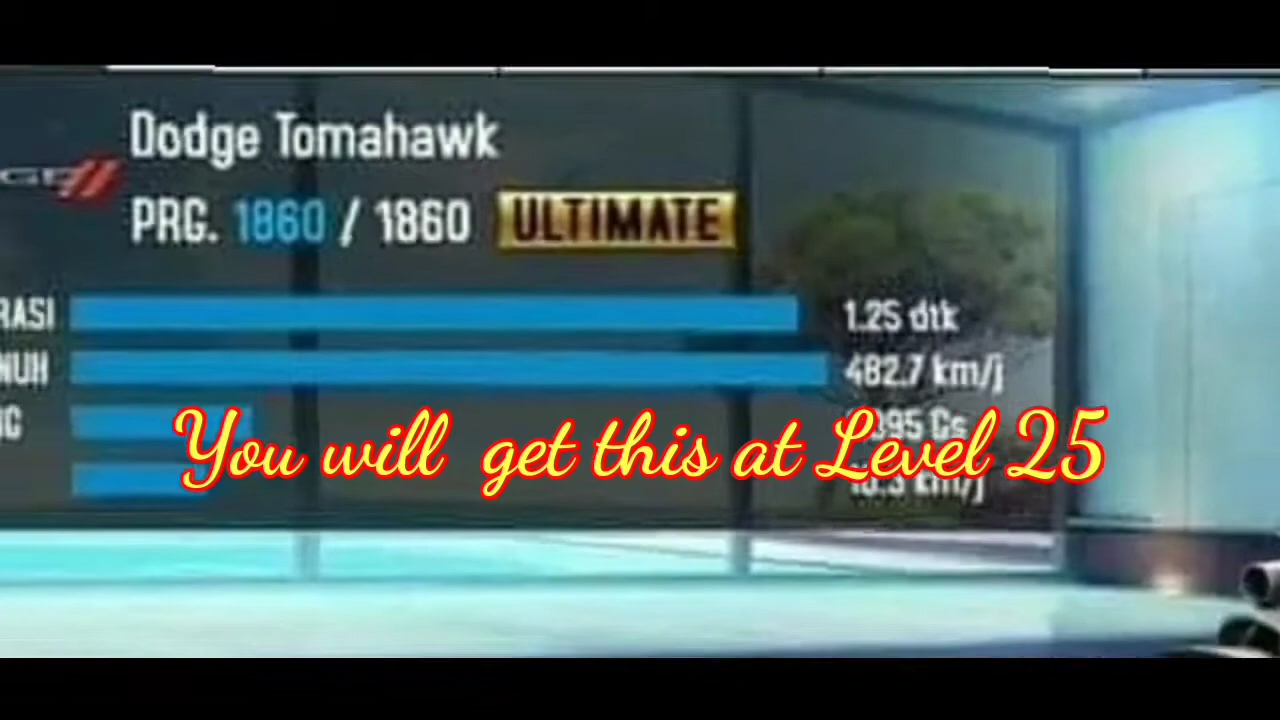 Dodge Tomahawk
PRG. 1860 / 1860 ULTIMATE
RASI 1.25 dtk
NUH 482.7 km/j
You will get this at Level 25